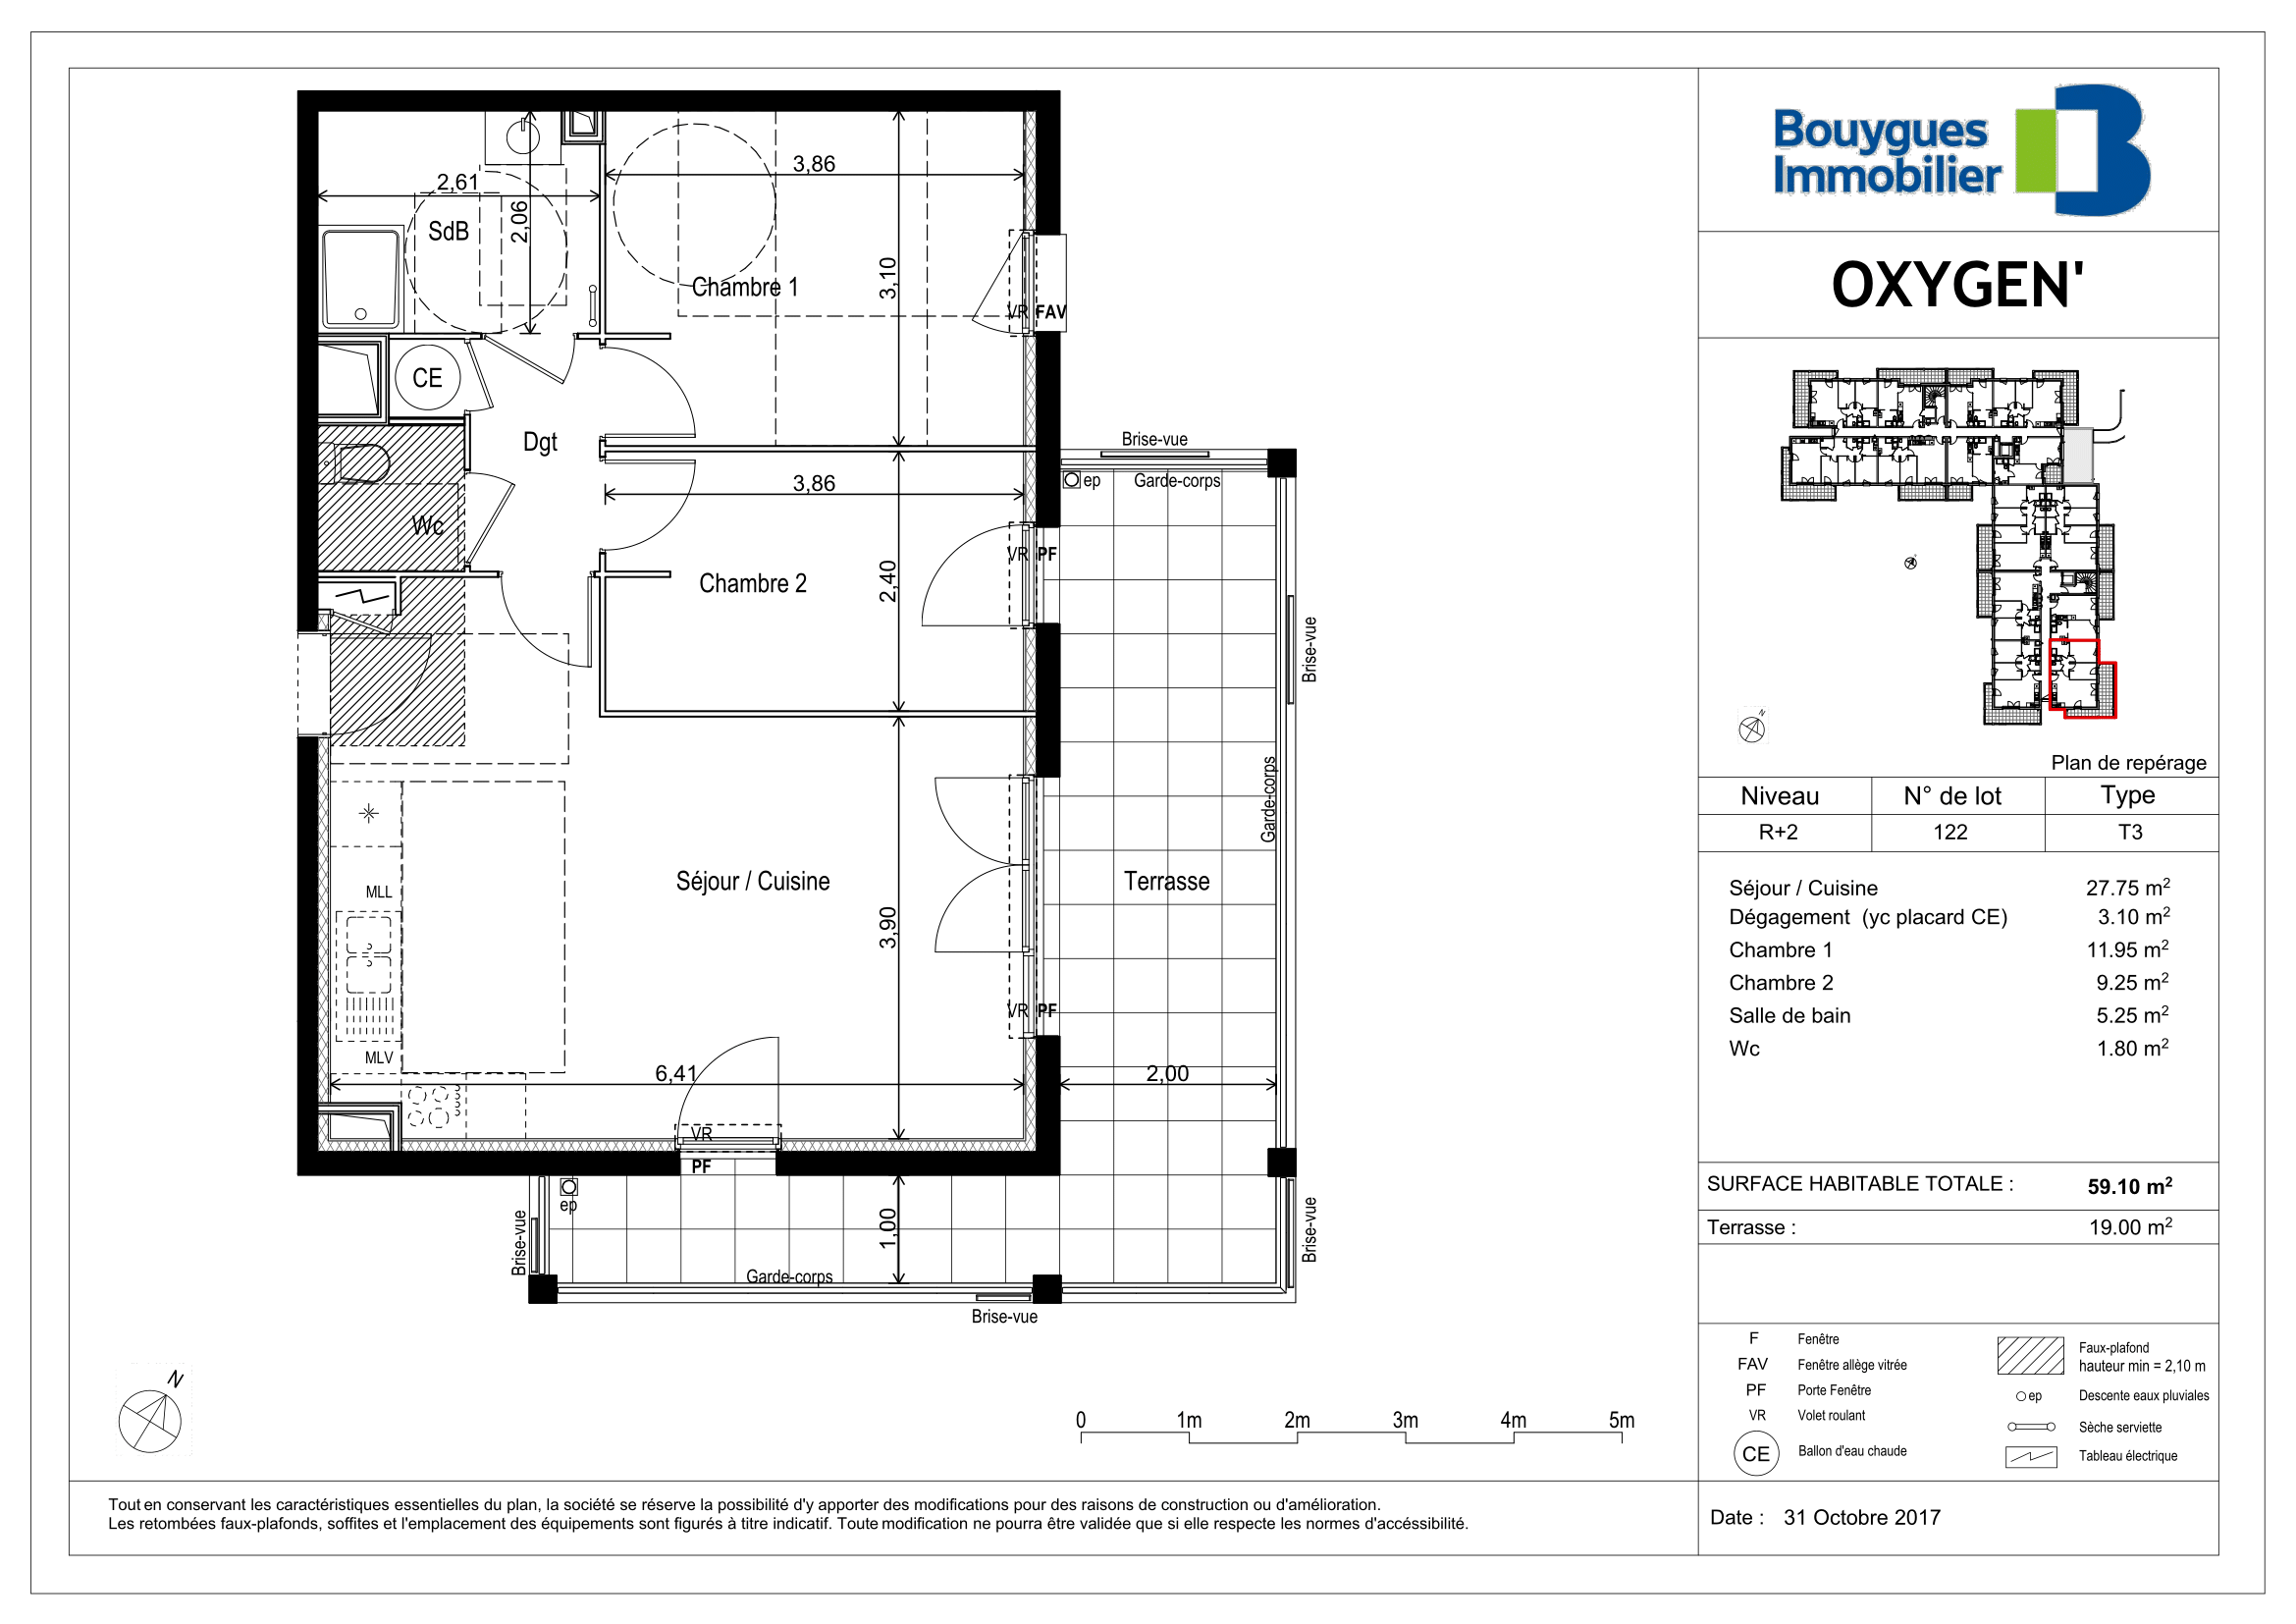 Bouygues
Immobilier
OXYGEN'
N
Plan de repérage
Niveau N° de lot Type
R+2 122 T3
Séjour / Cuisine 27.75 m²
Dégagement (yc placard CE) 3.10 m²
Chambre 1 11.95 m²
Chambre 2 9.25 m²
Salle de bain 5.25 m²
Wc 1.80 m²
SURFACE HABITABLE TOTALE : 59.10 m²
Terrasse : 19.00 m²
F Fenêtre
FAV Fenêtre allège vitrée
PF Porte Fenêtre
VR Volet roulant
CE Ballon d'eau chaude
Faux-plafond
hauteur min = 2,10 m
ep Descente eaux pluviales
Sèche serviette
Tableau électrique
Date : 31 Octobre 2017
3,86
2,61
2,06
SdB
3,10
Chambre 1
VR FAV
CE
Dgt
Brise-vue
ep Garde-corps
3,86
Wc
VR PF
Chambre 2
2,40
Brise-vue
Garde-corps
Séjour / Cuisine
Terrasse
MLL
3,90
VR PF
MLV
6,41
2,00
VR
PF
ep
Brise-vue
1,00
Brise-vue
Garde-corps
Brise-vue
N
0 1m 2m 3m 4m 5m
Tout en conservant les caractéristiques essentielles du plan, la société se réserve la possibilité d'y apporter des modifications pour des raisons de construction ou d'amélioration.
Les retombées faux-plafonds, soffites et l'emplacement des équipements sont figurés à titre indicatif. Toute modification ne pourra être validée que si elle respecte les normes d'accéssibilité.